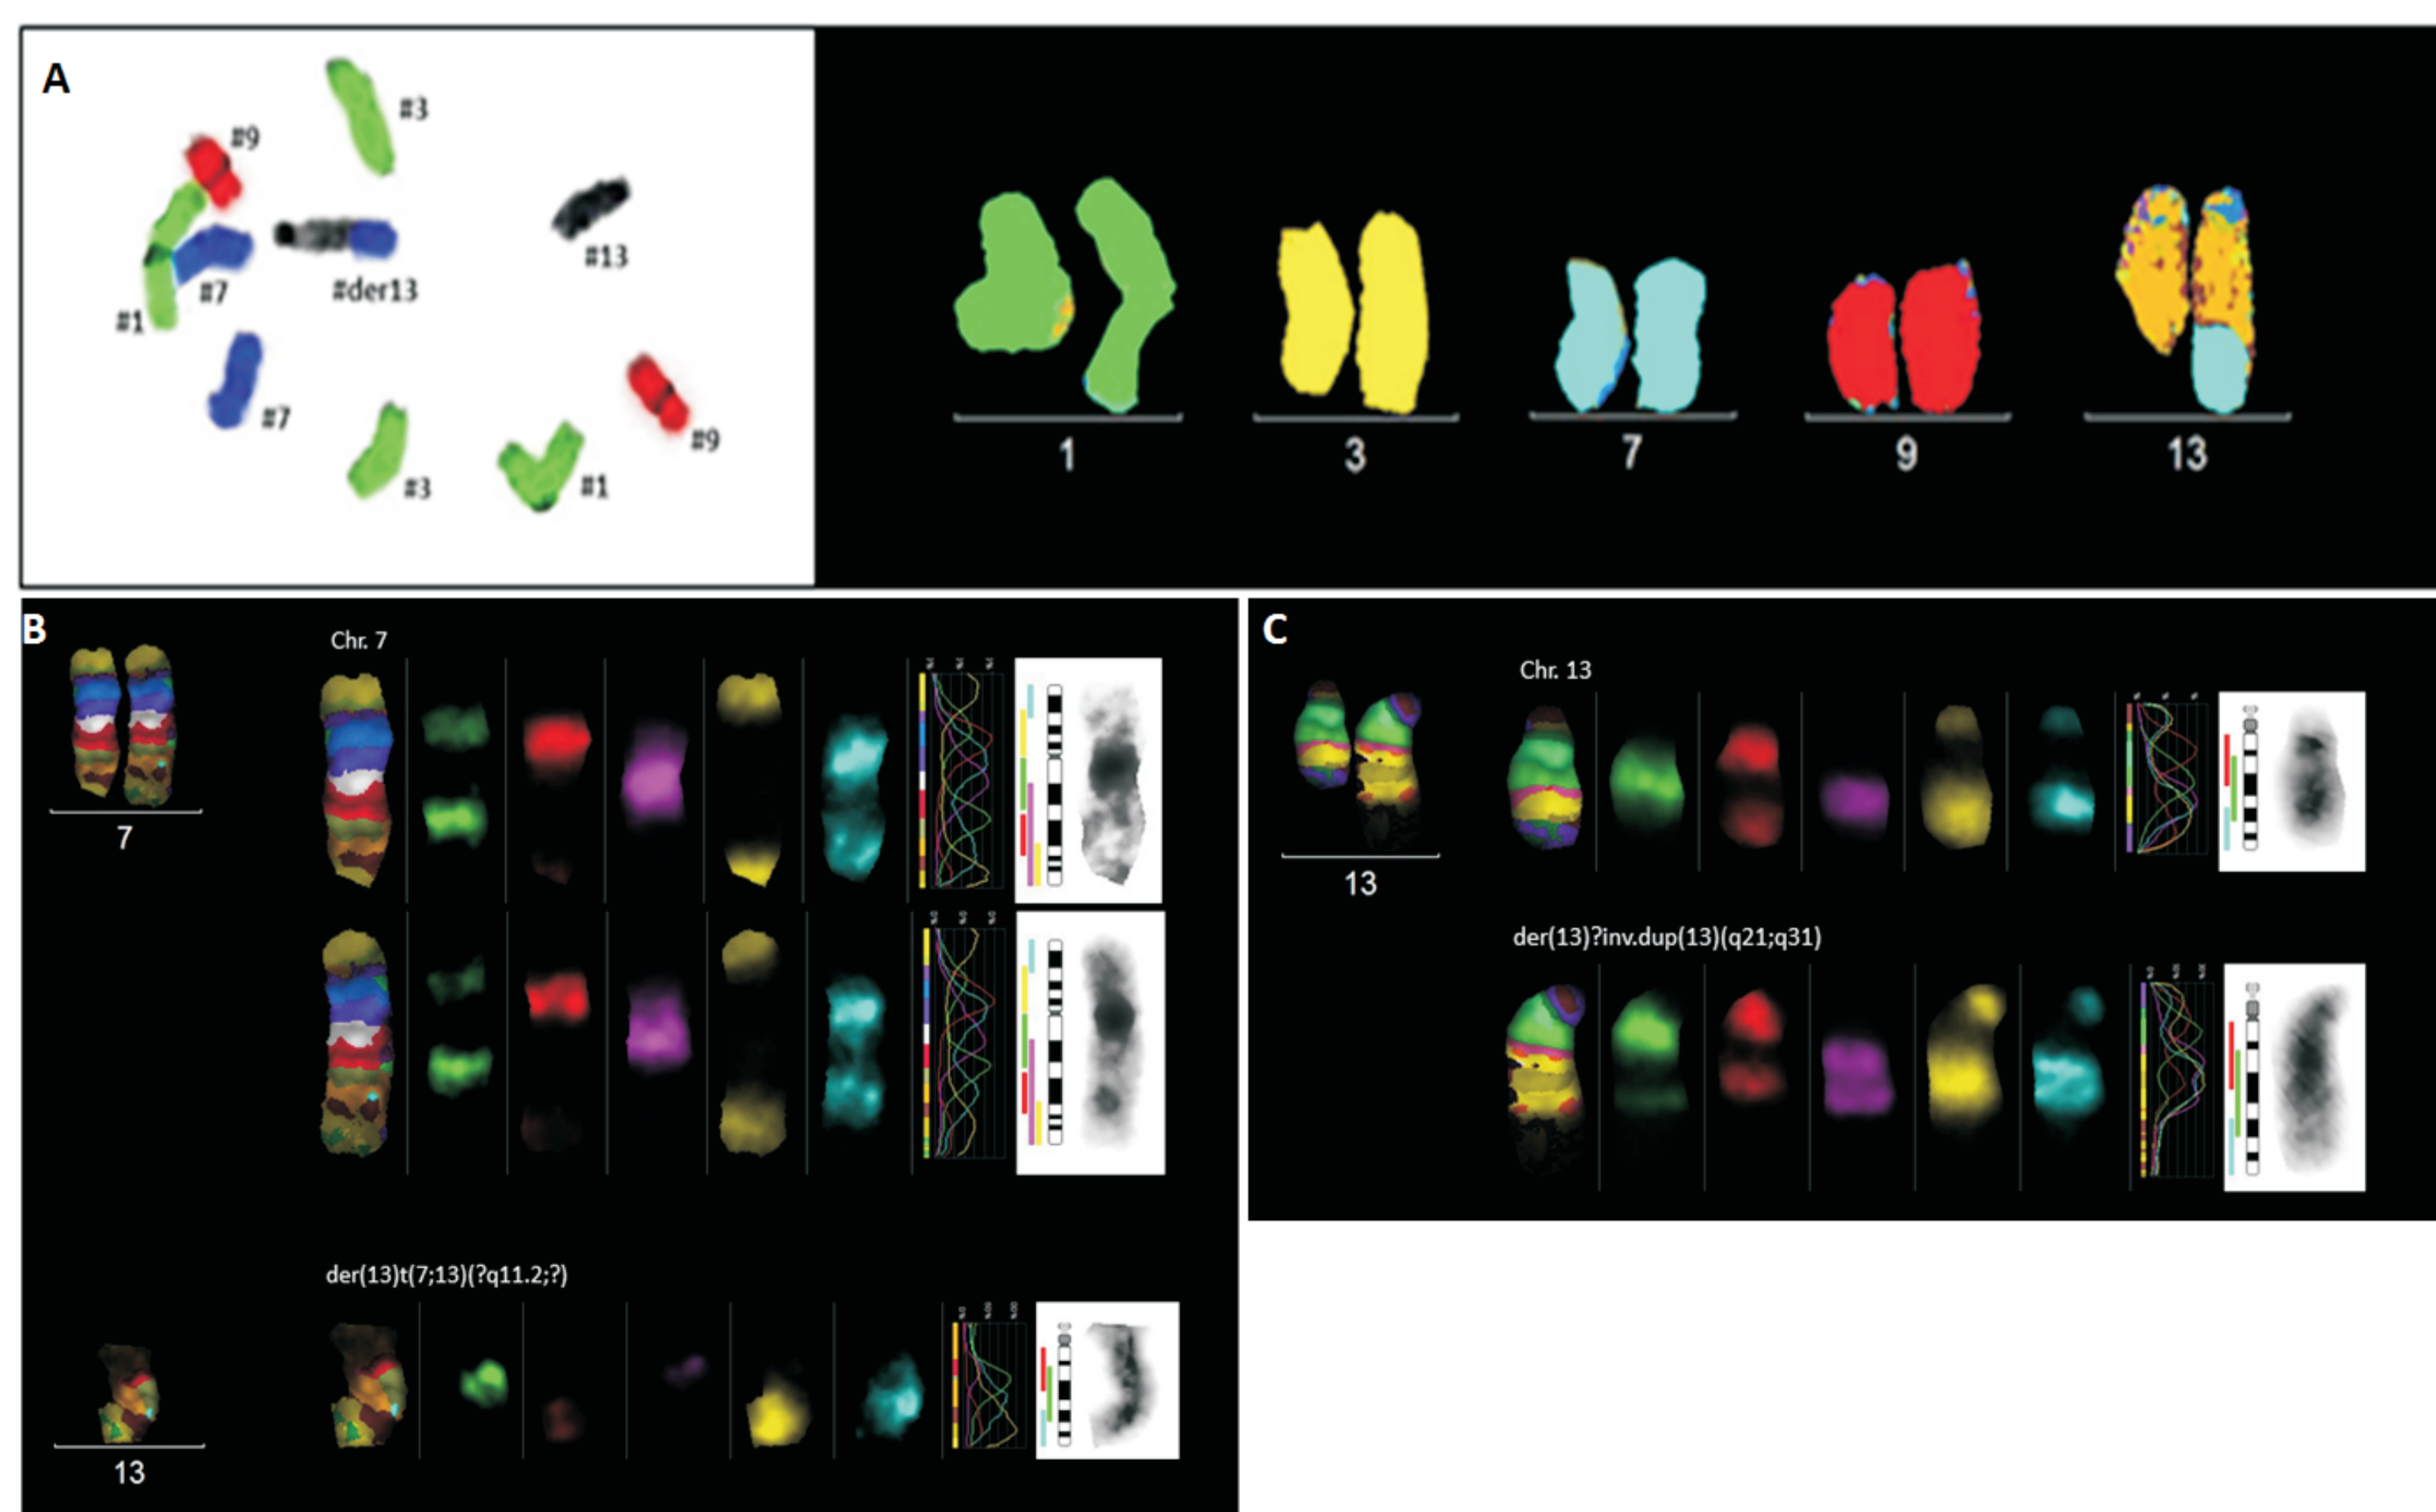 A
#3
#9
#13
#der13
#7
#1
#7
#9
#3
#1
1
3
7
9
13
B
Chr. 7
7
der(13)t(7;13)(?q11.2;?)
13
C
Chr. 13
13
der(13)?inv.dup(13)(q21;q31)